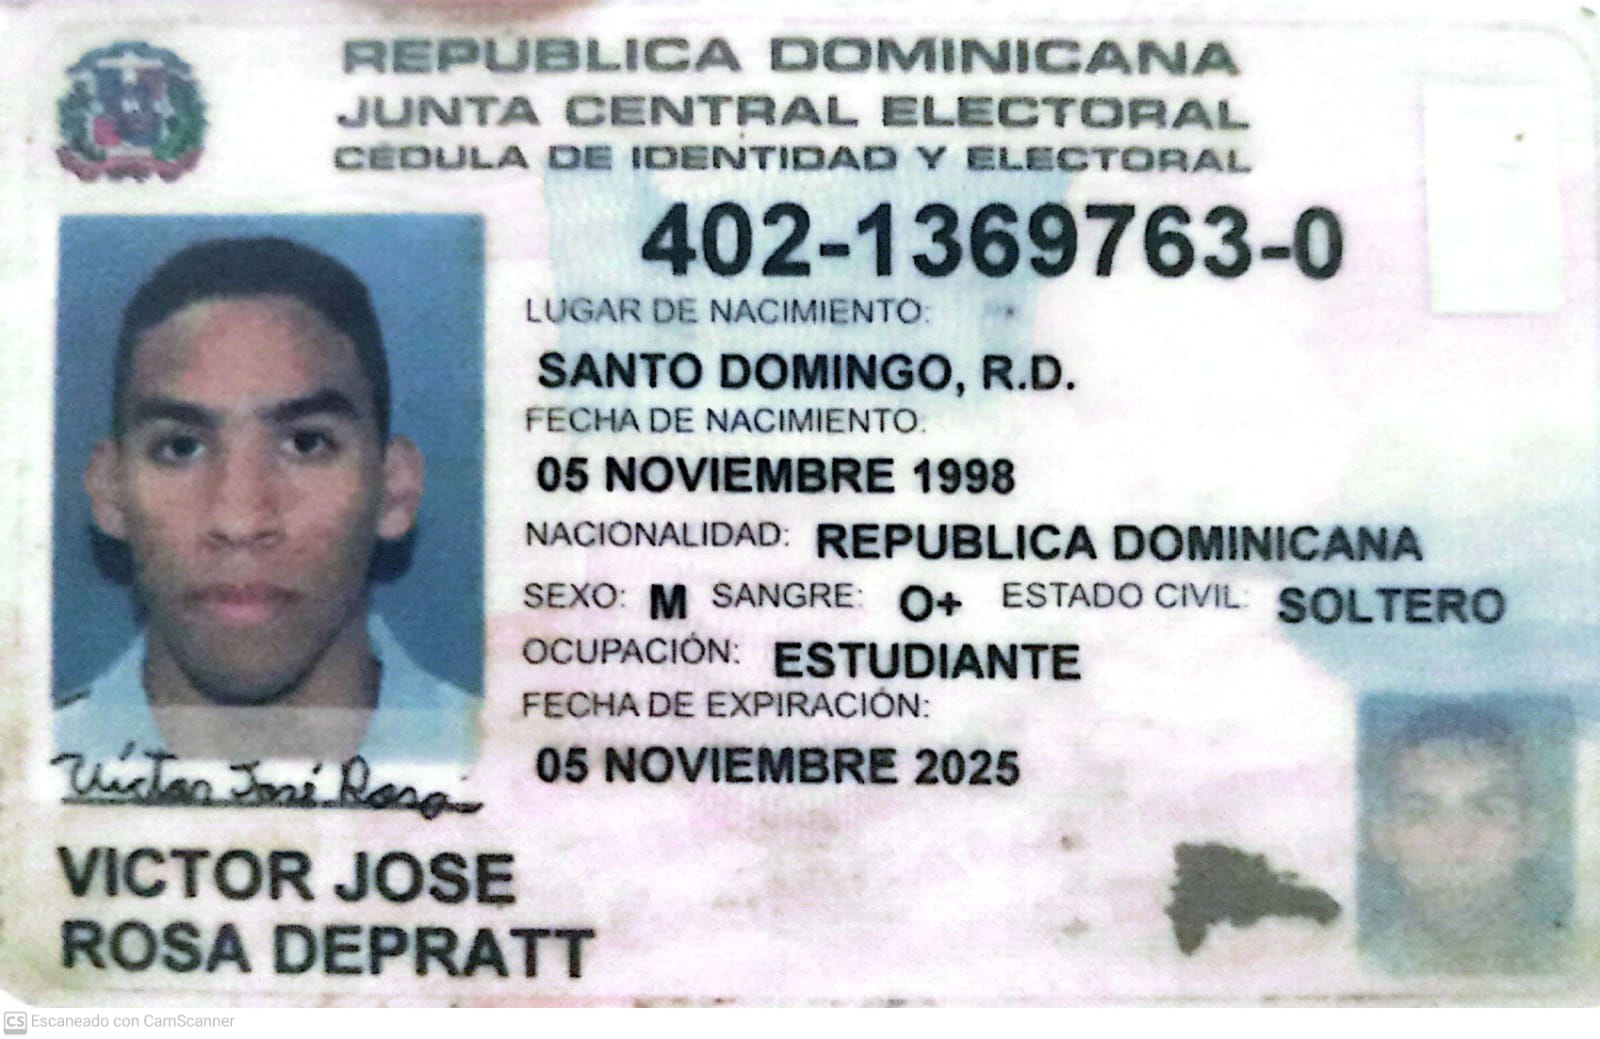 REPUBLICA DOMINICANA
JUNTA CENTRAL ELECTORAL
CÉDULA DE IDENTIDAD Y ELECTORAL
402-1369763-0
LUGAR DE NACIMIENTO:
SANTO DOMINGO, R.D.
FECHA DE NACIMIENTO:
05 NOVIEMBRE 1998
NACIONALIDAD: REPUBLICA DOMINICANA
SEXO: M SANGRE: O+ ESTADO CIVIL: SOLTERO
OCUPACIÓN: ESTUDIANTE
FECHA DE EXPIRACIÓN:
05 NOVIEMBRE 2025
Víctor José Rosa
VICTOR JOSE
ROSA DEPRATT
CS Escaneado con CamScanner